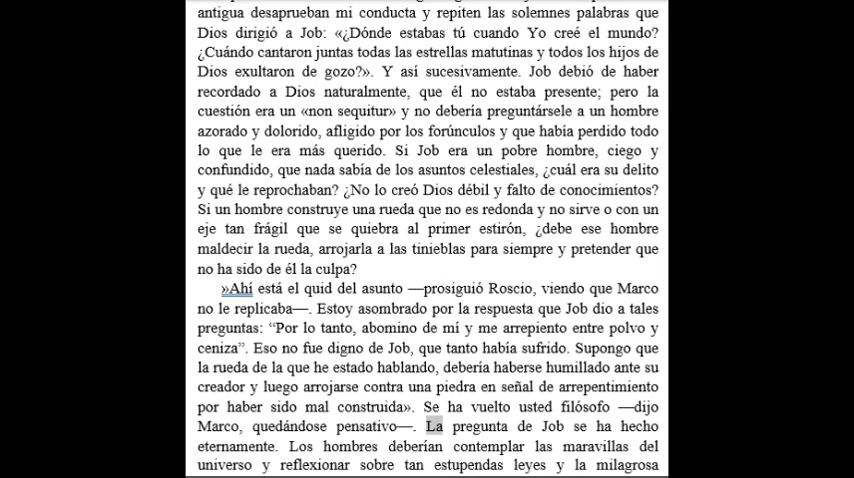 antigua desaprueban mi conducta y repiten las solemnes palabras que
Dios dirigió a Job: «¿Dónde estabas tú cuando Yo creé el mundo?
¿Cuándo cantaron juntas todas las estrellas matutinas y todos los hijos de
Dios exultaron de gozo?». Y así sucesivamente. Job debió de haber
recordado a Dios naturalmente, que él no estaba presente; pero la
cuestión era un «non sequitur» y no debería preguntársele a un hombre
azorado y dolorido, afligido por los forúnculos y que había perdido todo
lo que le era más querido. Si Job era un pobre hombre, ciego y
confundido, que nada sabía de los asuntos celestiales, ¿cuál era su delito
y qué le reprochaban? ¿No lo creó Dios débil y falto de conocimientos?
Si un hombre construye una rueda que no es redonda y no sirve o con un
eje tan frágil que se quiebra al primer estirón, ¿debe ese hombre
maldecir la rueda, arrojarla a las tinieblas para siempre y pretender que
no ha sido de él la culpa?
»Ahí está el quid del asunto —prosiguió Roscio, viendo que Marco
no le replicaba—. Estoy asombrado por la respuesta que Job dio a tales
preguntas: “Por lo tanto, abomino de mí y me arrepiento entre polvo y
ceniza”. Eso no fue digno de Job, que tanto había sufrido. Supongo que
la rueda de la que he estado hablando, debería haberse humillado ante su
creador y luego arrojarse contra una piedra en señal de arrepentimiento
por haber sido mal construida». Se ha vuelto usted filósofo —dijo
Marco, quedándose pensativo—. La pregunta de Job se ha hecho
eternamente. Los hombres deberían contemplar las maravillas del
universo y reflexionar sobre tan estupendas leyes y la milagrosa